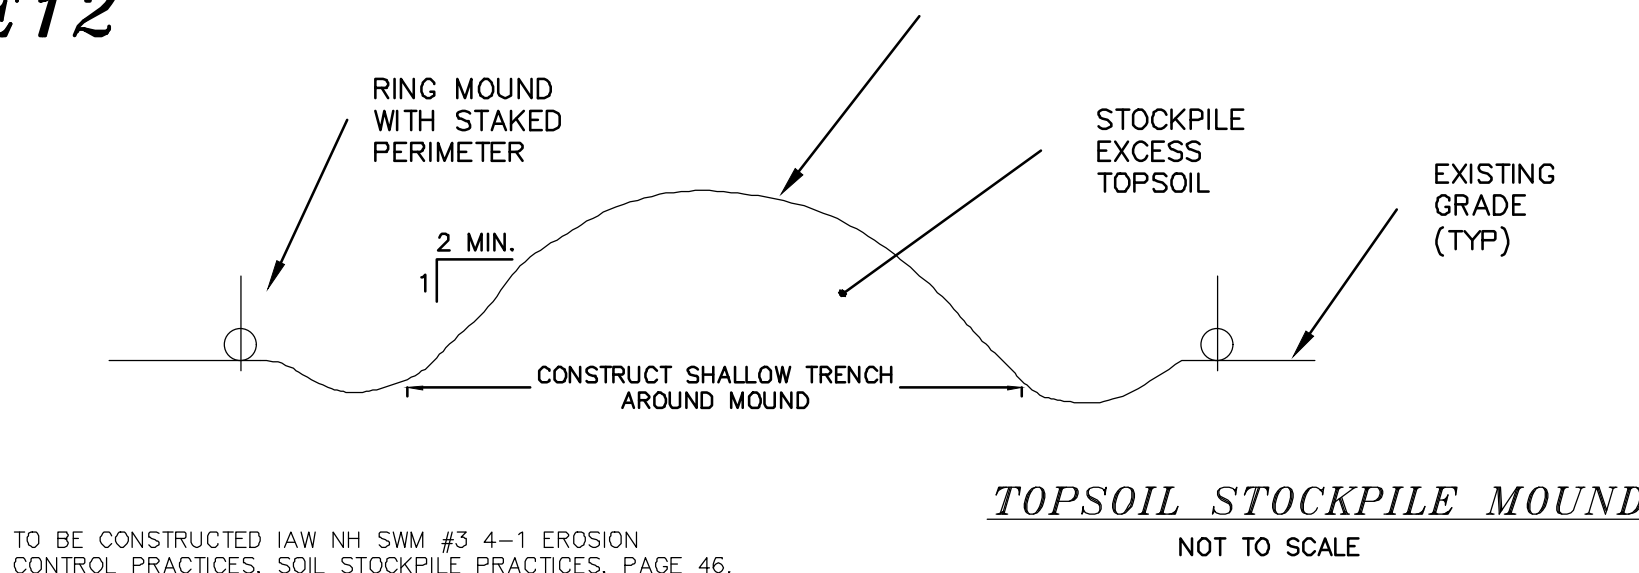 RING MOUND
WITH STAKED
PERIMETER
STOCKPILE
EXCESS
TOPSOIL
EXISTING
GRADE
(TYP)
2 MIN.
1
CONSTRUCT SHALLOW TRENCH
AROUND MOUND
TOPSOIL STOCKPILE MOUND
NOT TO SCALE
TO BE CONSTRUCTED IAW NH SWM #3 4-1 EROSION
CONTROL PRACTICES, SOIL STOCKPILE PRACTICES, PAGE 46.